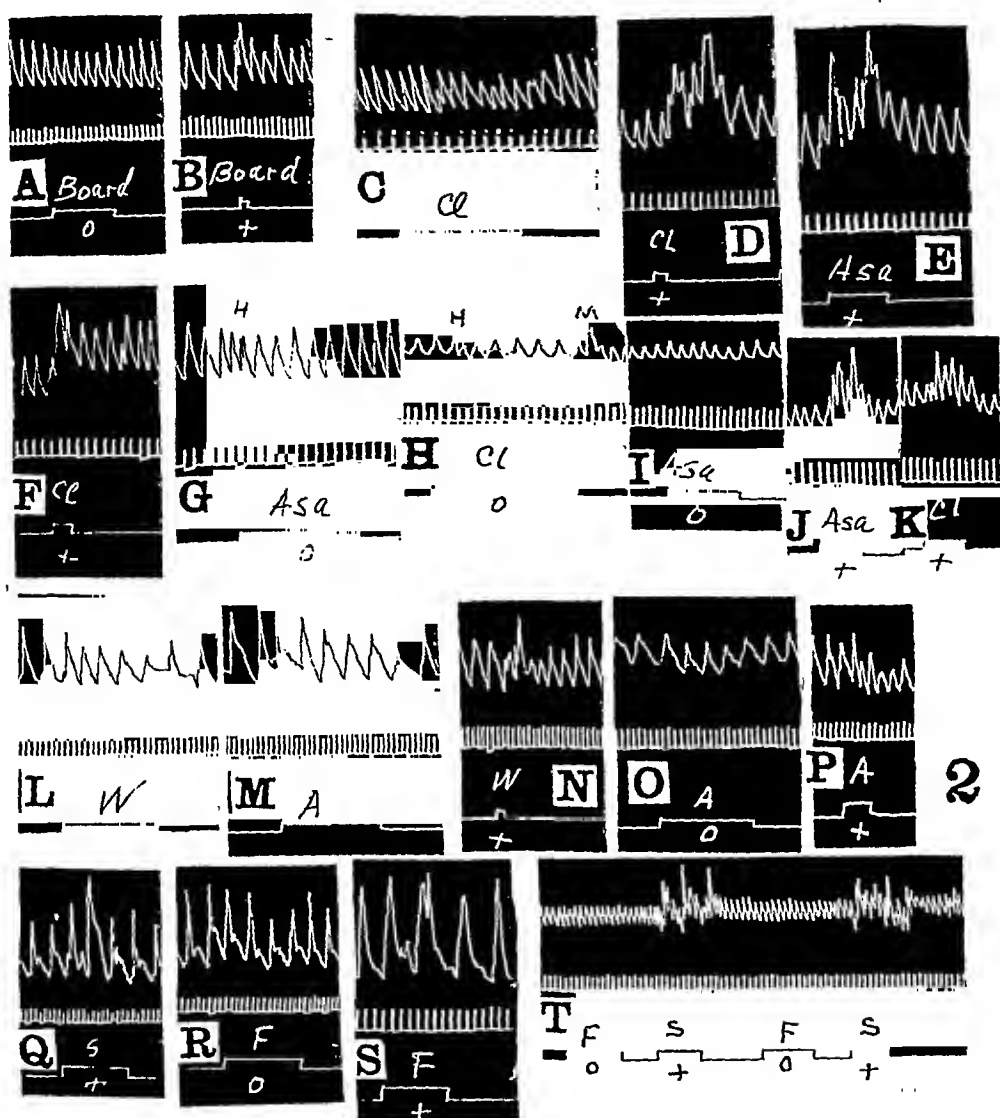 A Board
0
B Board
+
C Cl
D CL
+
E Asa
+
F Cl
+
H
G Asa
0
H M
H Cl
0
I Asa
0
J Asa
+
K Cl
+
L W
M A
N W
+
O A
0
P A
+
2
Q S
+
R F
0
S F
+
T F S F S
0 + 0 +